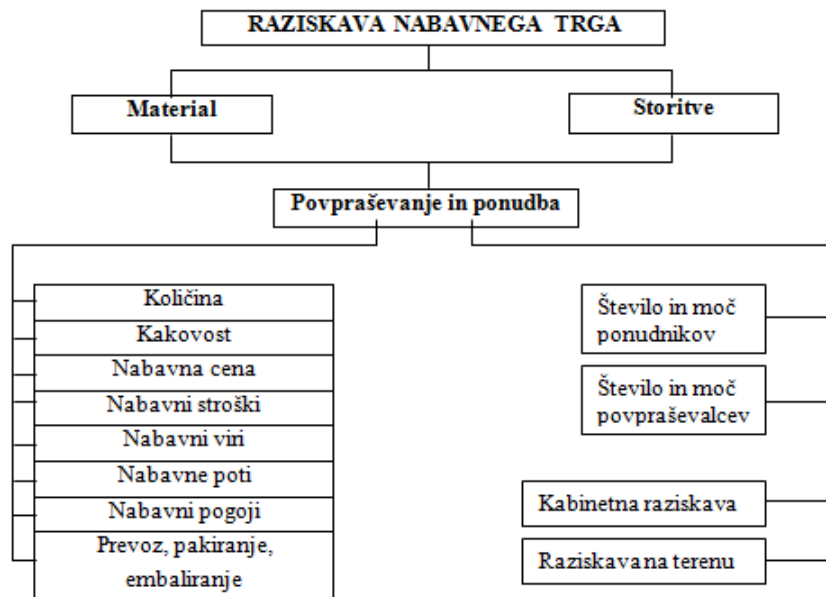 RAZISKAVA NABAVNEGA TRGA
Material
Storitve
Povpraševanje in ponudba
Količina
Kakovost
Nabavna cena
Nabavni stroški
Nabavni viri
Nabavne poti
Nabavni pogoji
Prevoz, pakiranje,
embaliranje
Število in moč
ponudnikov
Število in moč
povpraševalcev
Kabinetna raziskava
Raziskava na terenu